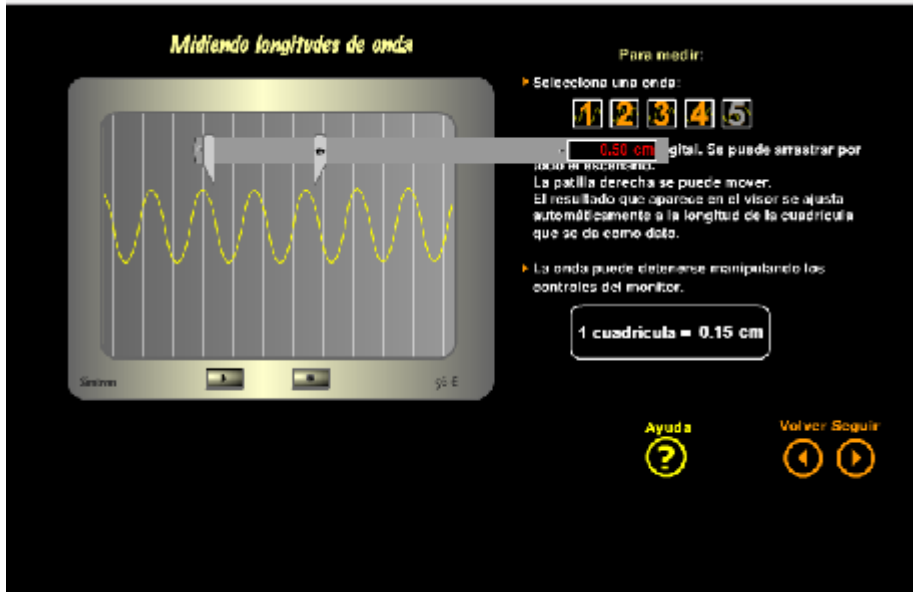 Midiendo longitudes de onda
Para medir:
Selecciona una onda:
1 2 3 4 5
0.50 cm gital. Se puede arrastrar por
todo el escenario.
La patilla derecha se puede mover.
El resultado que aparece en el visor se ajusta
automáticamente a la longitud de la cuadrícula
que se da como dato.
La onda puede detenerse manipulando los
controles del monitor.
1 cuadrícula = 0.15 cm
Ayuda
?
Volver Seguir